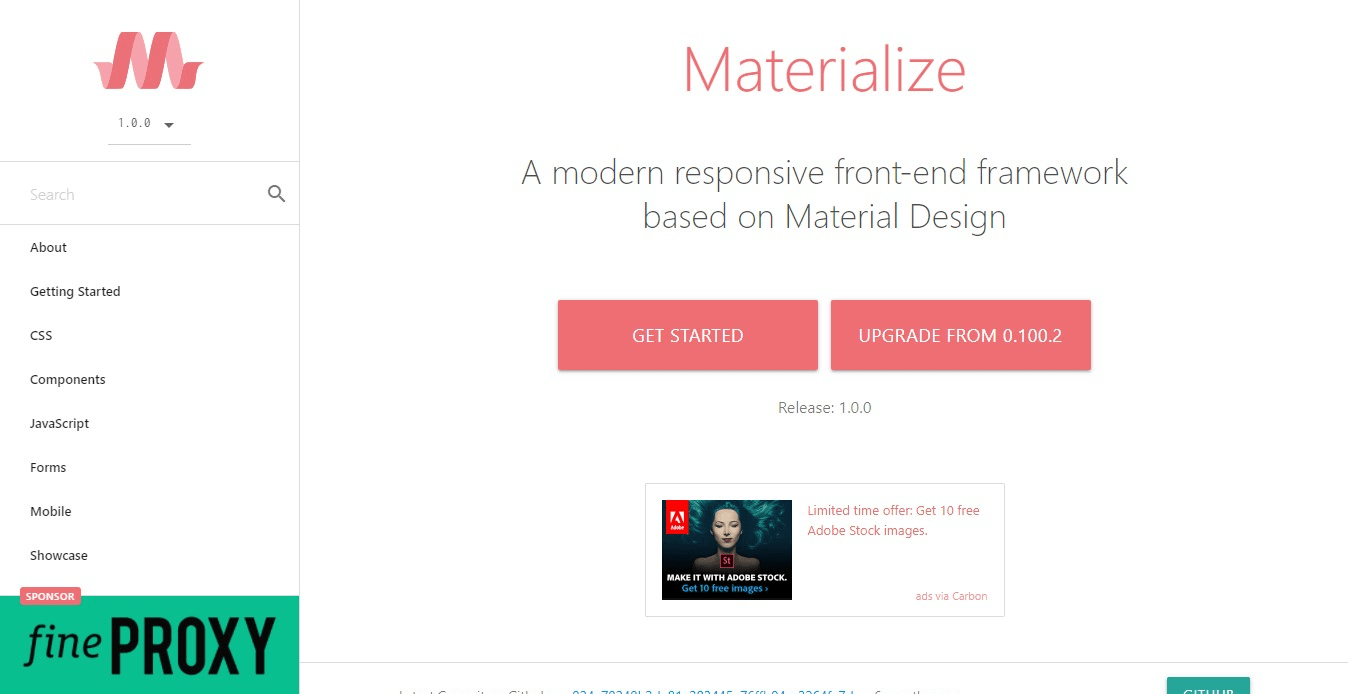 1.0.0
Search
About
Getting Started
CSS
Components
JavaScript
Forms
Mobile
Showcase
SPONSOR
fine PROXY
Materialize
A modern responsive front-end framework
based on Material Design
GET STARTED
UPGRADE FROM 0.100.2
Release: 1.0.0
Adobe
St
MAKE IT WITH ADOBE STOCK.
Get 10 free images ›
Limited time offer: Get 10 free
Adobe Stock images.
ads via Carbon
GITHUB